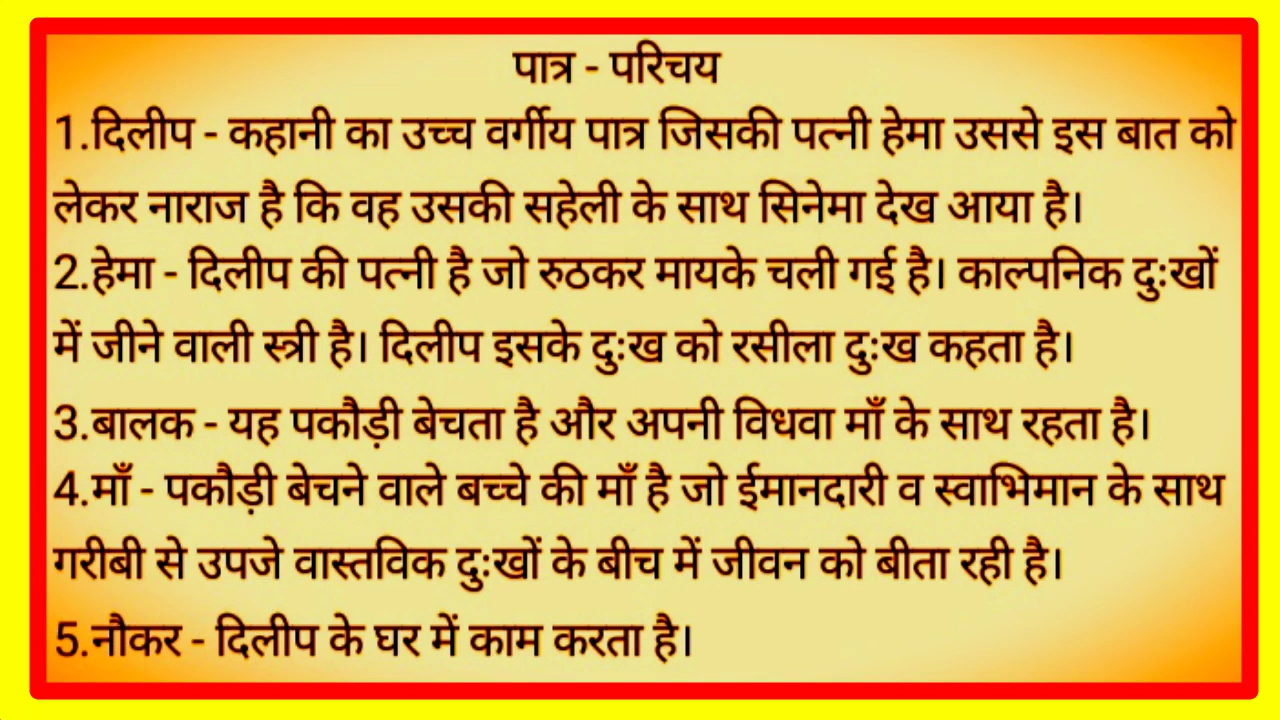 पात्र - परिचय
1.दिलीप - कहानी का उच्च वर्गीय पात्र जिसकी पत्नी हेमा उससे इस बात को
लेकर नाराज है कि वह उसकी सहेली के साथ सिनेमा देख आया है।
2.हेमा - दिलीप की पत्नी है जो रुठकर मायके चली गई है। काल्पनिक दुःखों
में जीने वाली स्त्री है। दिलीप इसके दुःख को रसीला दुःख कहता है।
3.बालक - यह पकौड़ी बेचता है और अपनी विधवा माँ के साथ रहता है।
4.माँ - पकौड़ी बेचने वाले बच्चे की माँ है जो ईमानदारी व स्वाभिमान के साथ
गरीबी से उपजे वास्तविक दुःखों के बीच में जीवन को बीता रही है।
5.नौकर - दिलीप के घर में काम करता है।